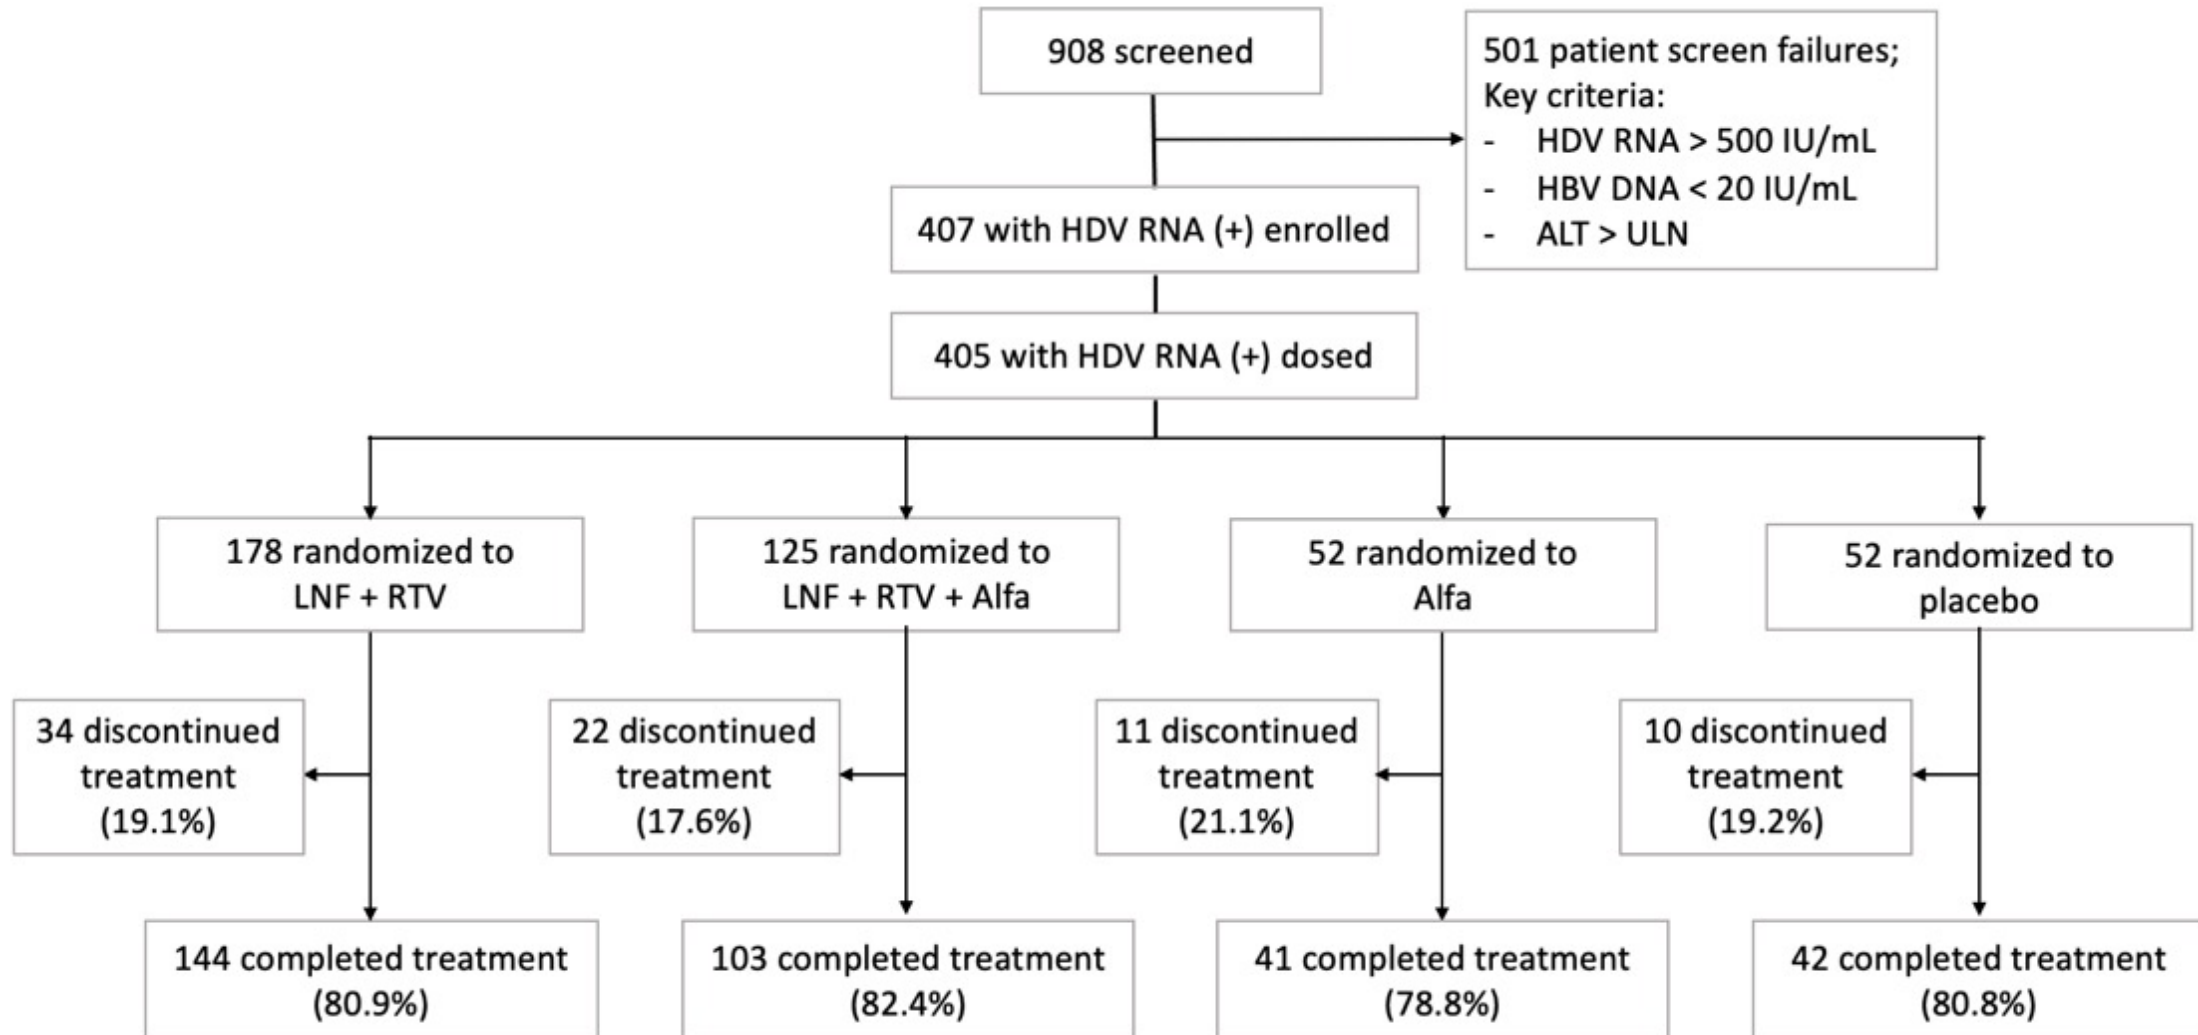 908 screened
501 patient screen failures;
Key criteria:
- HDV RNA > 500 IU/mL
- HBV DNA < 20 IU/mL
- ALT > ULN
407 with HDV RNA (+) enrolled
405 with HDV RNA (+) dosed
178 randomized to
LNF + RTV
125 randomized to
LNF + RTV + Alfa
52 randomized to
Alfa
52 randomized to
placebo
34 discontinued
treatment
(19.1%)
22 discontinued
treatment
(17.6%)
11 discontinued
treatment
(21.1%)
10 discontinued
treatment
(19.2%)
144 completed treatment
(80.9%)
103 completed treatment
(82.4%)
41 completed treatment
(78.8%)
42 completed treatment
(80.8%)